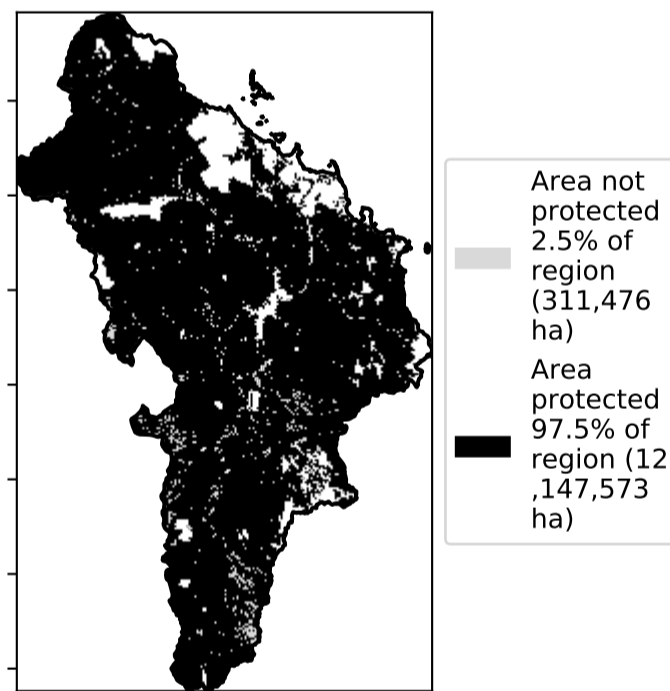 Area not
protected
2.5% of
region
(311,476
ha)
Area
protected
97.5% of
region (12
,147,573
ha)